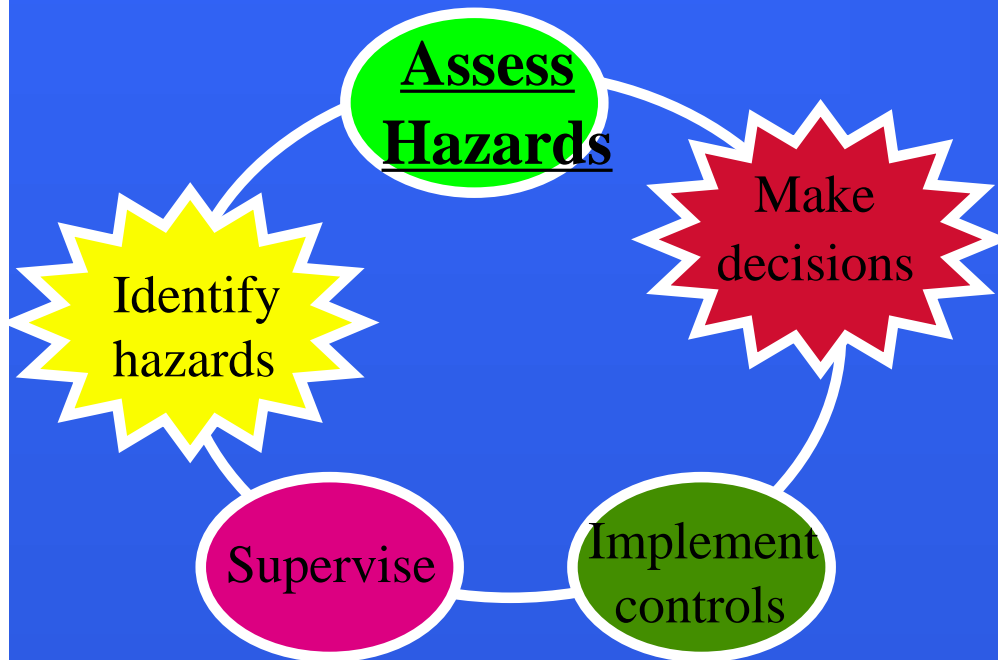 Assess
Hazards
Make
decisions
Identify
hazards
Supervise
Implement
controls